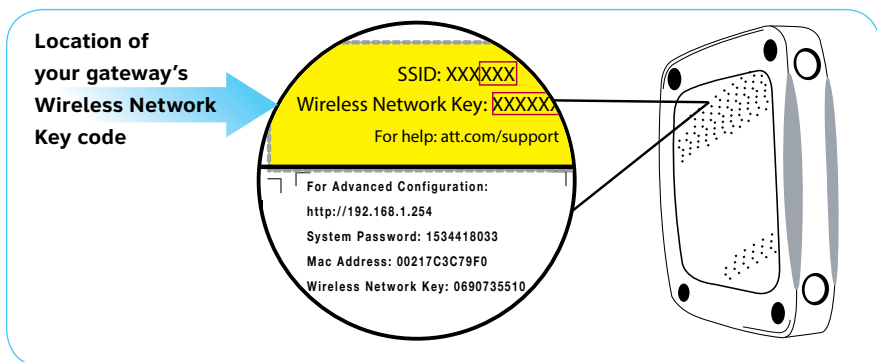 Location of
your gateway's
Wireless Network
Key code
SSID: XXXXXX
Wireless Network Key: XXXXXX
For help: att.com/support
For Advanced Configuration:
http://192.168.1.254
System Password: 1534418033
Mac Address: 00217C3C79F0
Wireless Network Key: 0690735510